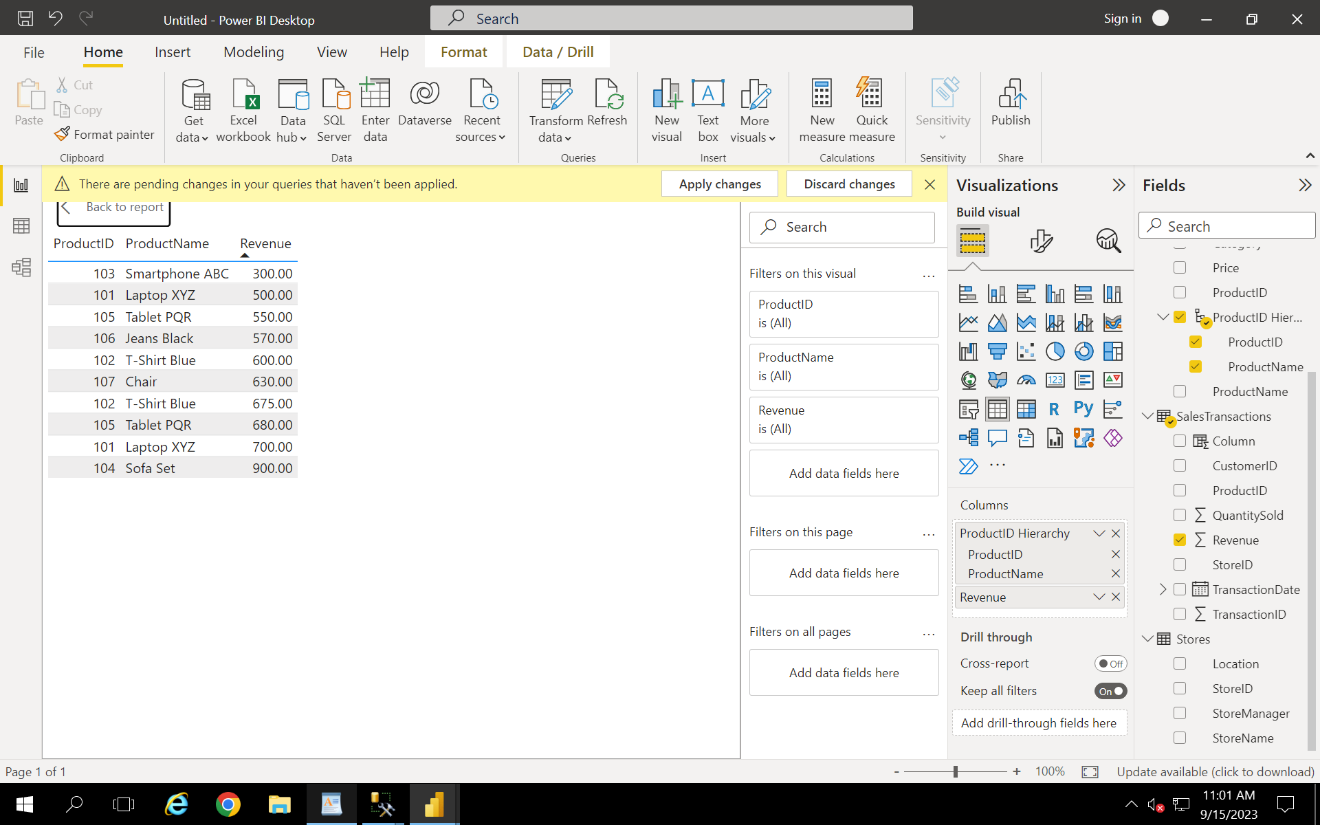 Untitled - Power BI Desktop
Search
Sign in
File
Home
Insert
Modeling
View
Help
Format
Data / Drill
Paste
Cut
Copy
Format painter
Get data
Excel workbook
Data hub
SQL Server
Enter data
Dataverse
Recent sources
Transform data
Refresh
New visual
Text box
More visuals
New measure
Quick measure
Sensitivity
Publish
Clipboard
Data
Queries
Insert
Calculations
Sensitivity
Share
There are pending changes in your queries that haven't been applied.
Apply changes
Discard changes
Back to report
ProductID ProductName Revenue
103 Smartphone ABC 300.00
101 Laptop XYZ 500.00
105 Tablet PQR 550.00
106 Jeans Black 570.00
102 T-Shirt Blue 600.00
107 Chair 630.00
102 T-Shirt Blue 675.00
105 Tablet PQR 680.00
101 Laptop XYZ 700.00
104 Sofa Set 900.00
Search
Filters on this visual
...
ProductID
is (All)
ProductName
is (All)
Revenue
is (All)
Add data fields here
Filters on this page
...
Add data fields here
Filters on all pages
...
Add data fields here
Visualizations
Build visual
123
R
Py
...
Columns
ProductID Hierarchy
ProductID
ProductName
Revenue
Drill through
Cross-report
Off
Keep all filters
On
Add drill-through fields here
Fields
Search
Price
ProductID
ProductID Hier...
ProductID
ProductName
ProductName
SalesTransactions
Column
CustomerID
ProductID
QuantitySold
Revenue
StoreID
TransactionDate
TransactionID
Stores
Location
StoreID
StoreManager
StoreName
Page 1 of 1
- + 100%
Update available (click to download)
11:01 AM
9/15/2023